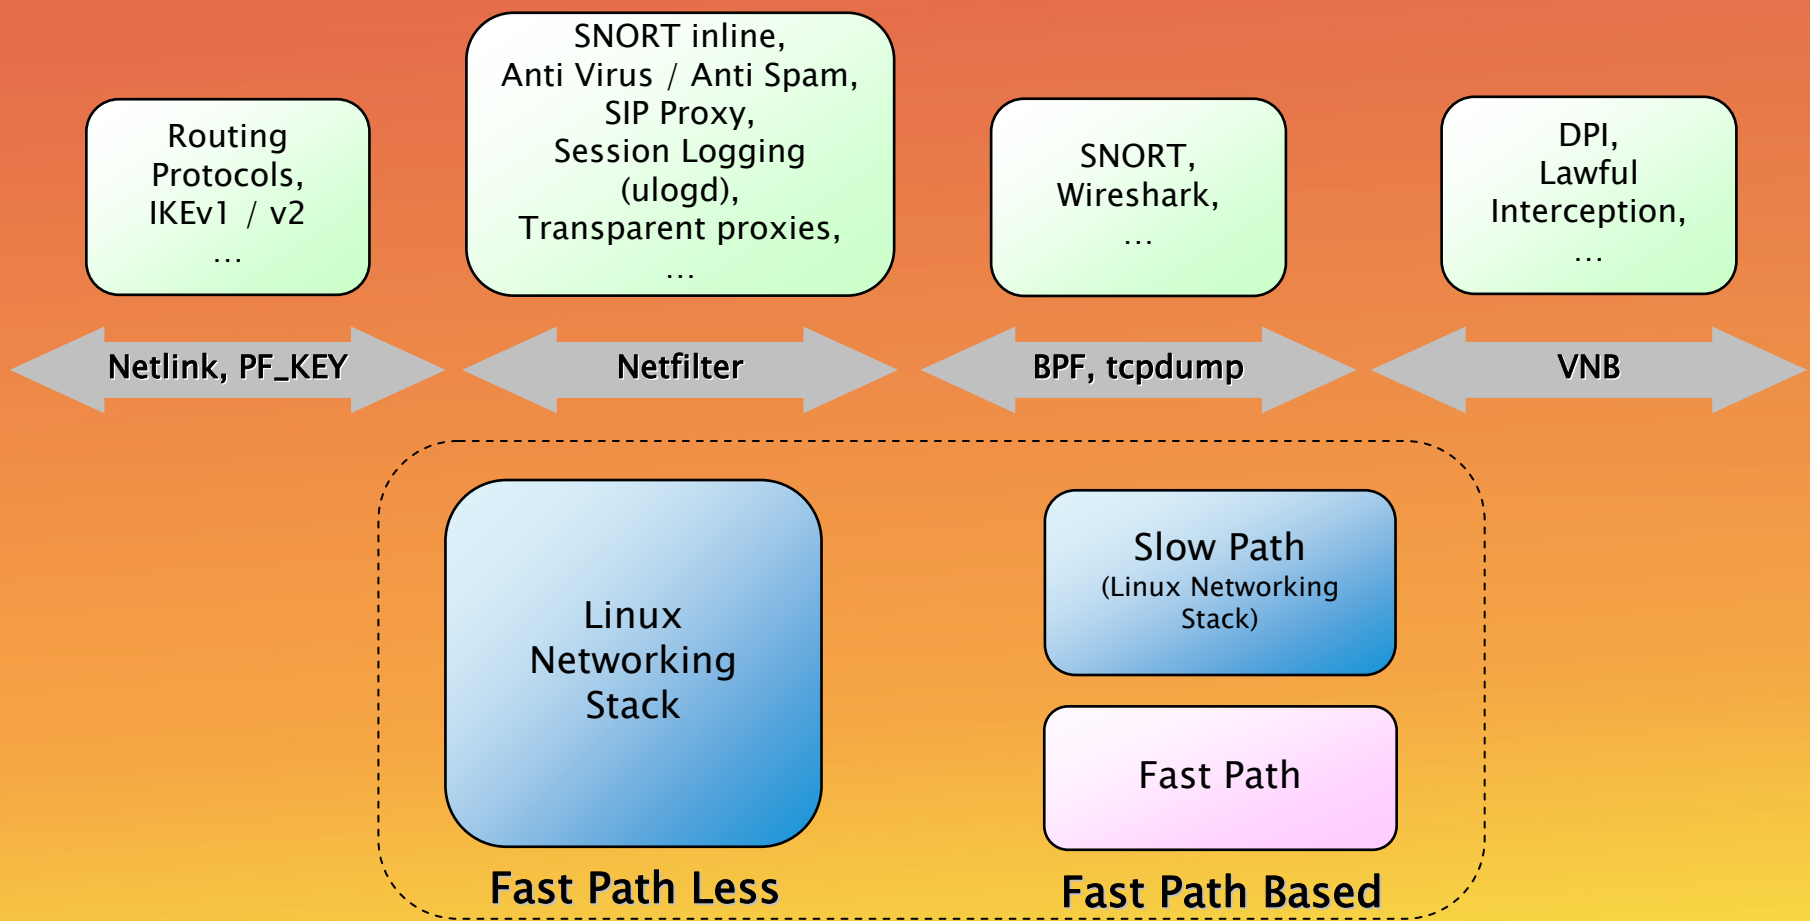 Routing
Protocols,
IKEv1 / v2
...
SNORT inline,
Anti Virus / Anti Spam,
SIP Proxy,
Session Logging
(ulogd),
Transparent proxies,
...
SNORT,
Wireshark,
...
DPI,
Lawful
Interception,
...
Netlink, PF_KEY
Netfilter
BPF, tcpdump
VNB
Linux
Networking
Stack
Slow Path
(Linux Networking
Stack)
Fast Path
Fast Path Less
Fast Path Based